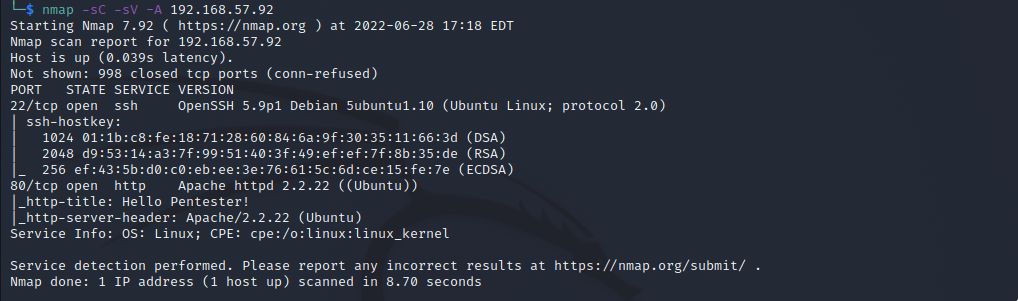 └─$ nmap -sC -sV -A 192.168.57.92
Starting Nmap 7.92 ( https://nmap.org ) at 2022-06-28 17:18 EDT
Nmap scan report for 192.168.57.92
Host is up (0.039s latency).
Not shown: 998 closed tcp ports (conn-refused)
PORT   STATE SERVICE VERSION
22/tcp open  ssh     OpenSSH 5.9p1 Debian 5ubuntu1.10 (Ubuntu Linux; protocol 2.0)
| ssh-hostkey:
|   1024 01:1b:c8:fe:18:71:28:60:84:6a:9f:30:35:11:66:3d (DSA)
|   2048 d9:53:14:a3:7f:99:51:40:3f:49:ef:ef:7f:8b:35:de (RSA)
|_  256 ef:43:5b:d0:c0:eb:ee:3e:76:61:5c:6d:ce:15:fe:7e (ECDSA)
80/tcp open  http    Apache httpd 2.2.22 ((Ubuntu))
|_http-title: Hello Pentester!
|_http-server-header: Apache/2.2.22 (Ubuntu)
Service Info: OS: Linux; CPE: cpe:/o:linux:linux_kernel

Service detection performed. Please report any incorrect results at https://nmap.org/submit/ .
Nmap done: 1 IP address (1 host up) scanned in 8.70 seconds